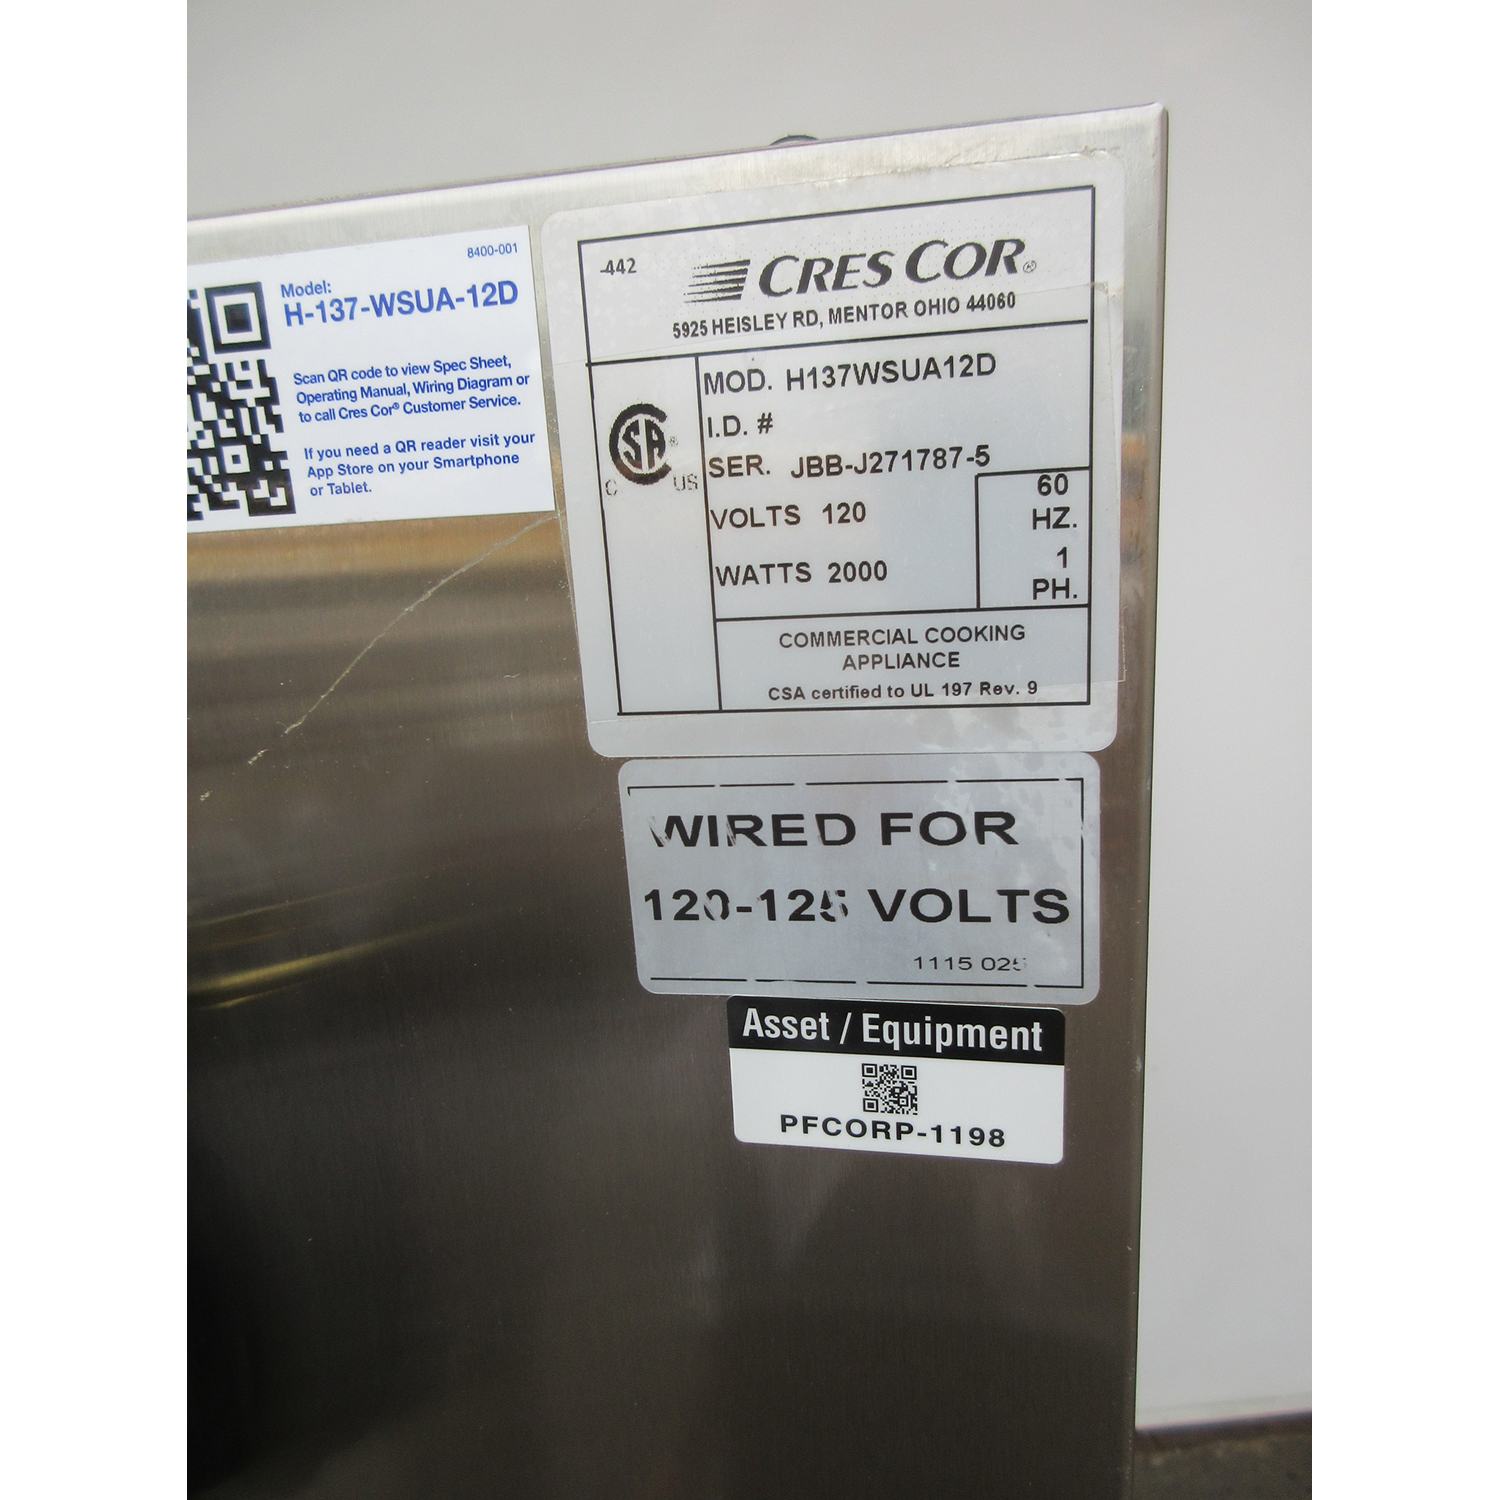 8400-001
Model:
H-137-WSUA-12D
Scan QR code to view Spec Sheet,
Operating Manual, Wiring Diagram or
to call Cres Cor® Customer Service.
If you need a QR reader visit your
App Store on your Smartphone
or Tablet.
-442
CRES COR®
5925 HEISLEY RD, MENTOR OHIO 44060
CSA®
C US
MOD. H137WSUA12D
I.D. #
SER. JBB-J271787-5
VOLTS 120
WATTS 2000
60
HZ.
1
PH.
COMMERCIAL COOKING
APPLIANCE
CSA certified to UL 197 Rev. 9
WIRED FOR
120-125 VOLTS
1115 025
Asset / Equipment
PFCORP-1198